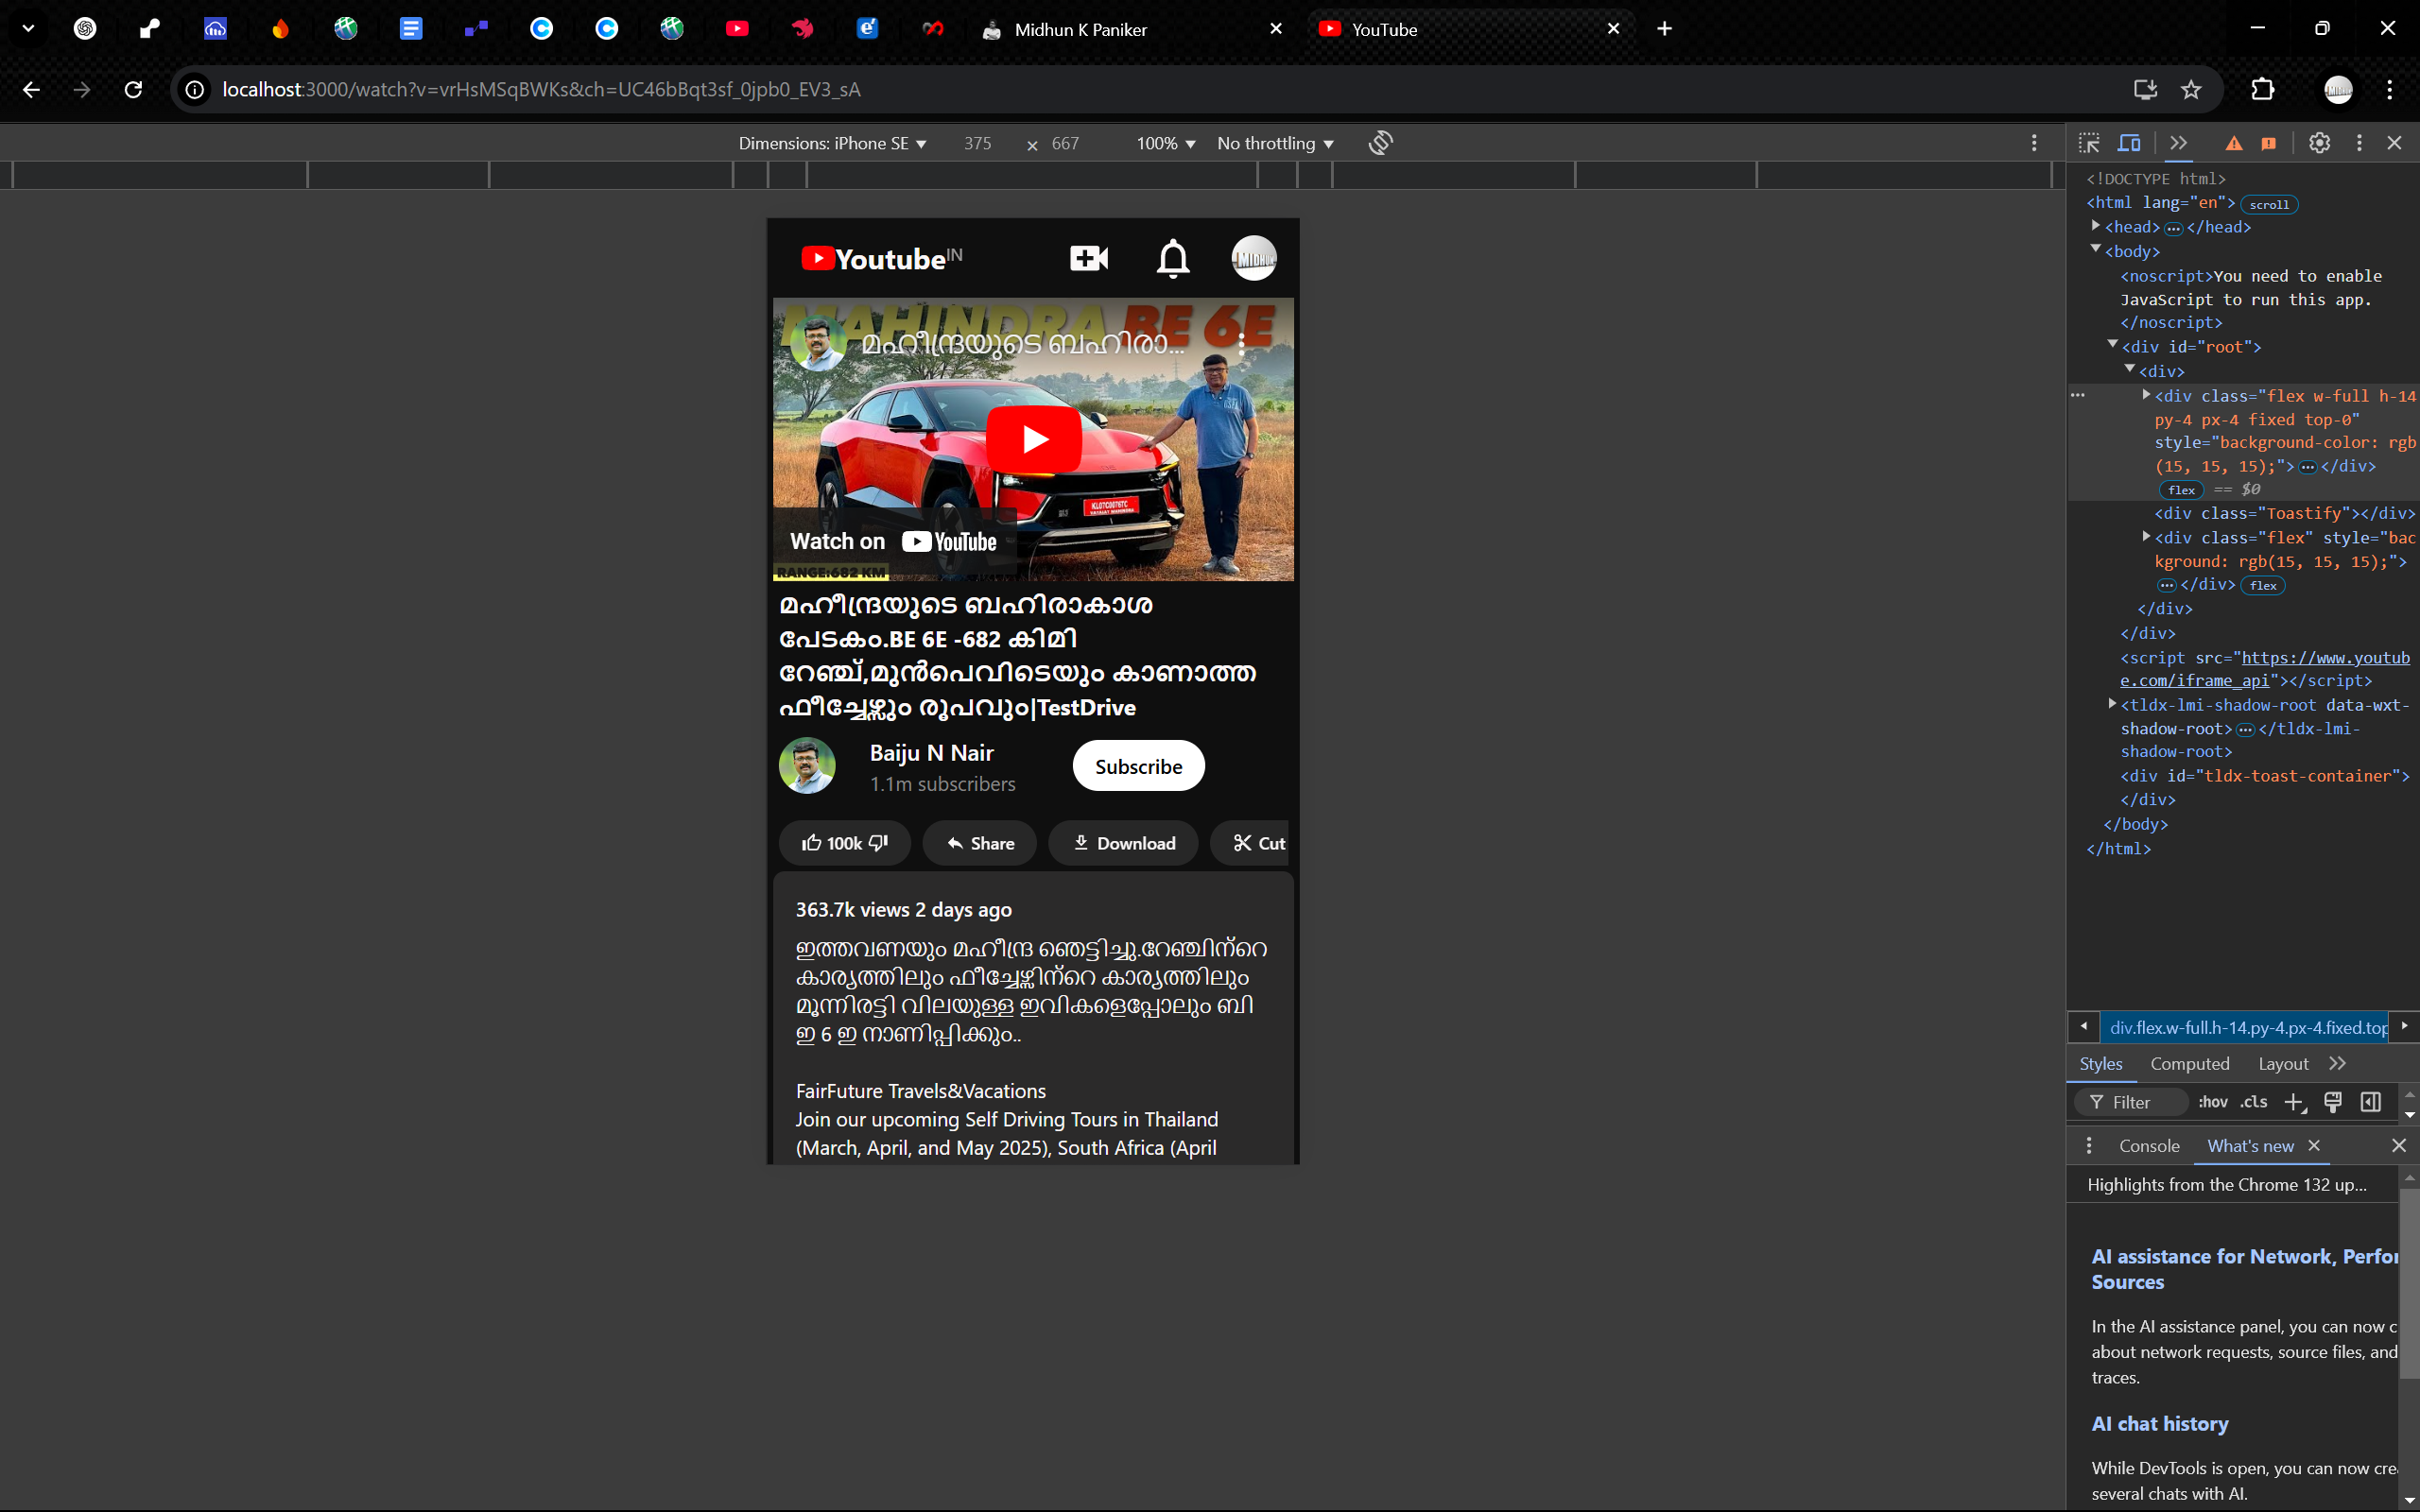 Midhun K Paniker
YouTube
localhost:3000/watch?v=vrHsMSqBWKs&ch=UC46bBqt3sf_0jpb0_EV3_sA
Dimensions: iPhone SE 375 × 667 100% No throttling
Youtube IN
MIDHUN
MAHINDRA BE 6E
മഹീന്ദ്രയുടെ ബഹിരാ...
KL07CD0767C
Watch on YouTube
RANGE:682 KM
മഹീന്ദ്രയുടെ ബഹിരാകാശ
പേടകം.BE 6E -682 കിമി
റേഞ്ച്,മുൻപെവിടെയും കാണാത്ത
ഫീച്ചേഴ്സും രൂപവും|TestDrive
Baiju N Nair
1.1m subscribers
Subscribe
100k
Share
Download
Cut
363.7k views 2 days ago
ഇത്തവണയും മഹീന്ദ്ര ഞെട്ടിച്ചു.റേഞ്ചിന്റെ
കാര്യത്തിലും ഫീച്ചേഴ്സിന്റെ കാര്യത്തിലും
മൂന്നിരട്ടി വിലയുള്ള ഇവികളെപ്പോലും ബി
ഇ 6 ഇ നാണിപ്പിക്കും..
FairFuture Travels&Vacations
Join our upcoming Self Driving Tours in Thailand
(March, April, and May 2025), South Africa (April
<!DOCTYPE html>
<html lang="en"> scroll
<head> … </head>
<body>
<noscript>You need to enable
JavaScript to run this app.
</noscript>
<div id="root">
<div>
<div class="flex w-full h-14
py-4 px-4 fixed top-0"
style="background-color: rgb
(15, 15, 15);"> … </div>
flex == $0
<div class="Toastify"></div>
<div class="flex" style="bac
kground: rgb(15, 15, 15);">
… </div> flex
</div>
</div>
<script src="https://www.youtub
e.com/iframe_api"></script>
<tldx-lmi-shadow-root data-wxt-
shadow-root> … </tldx-lmi-
shadow-root>
<div id="tldx-toast-container">
</div>
</body>
</html>
div.flex.w-full.h-14.py-4.px-4.fixed.top
Styles Computed Layout
Filter :hov .cls
Console What's new
Highlights from the Chrome 132 up...
AI assistance for Network, Perfor
Sources
In the AI assistance panel, you can now c
about network requests, source files, and
traces.
AI chat history
While DevTools is open, you can now cre
several chats with AI.